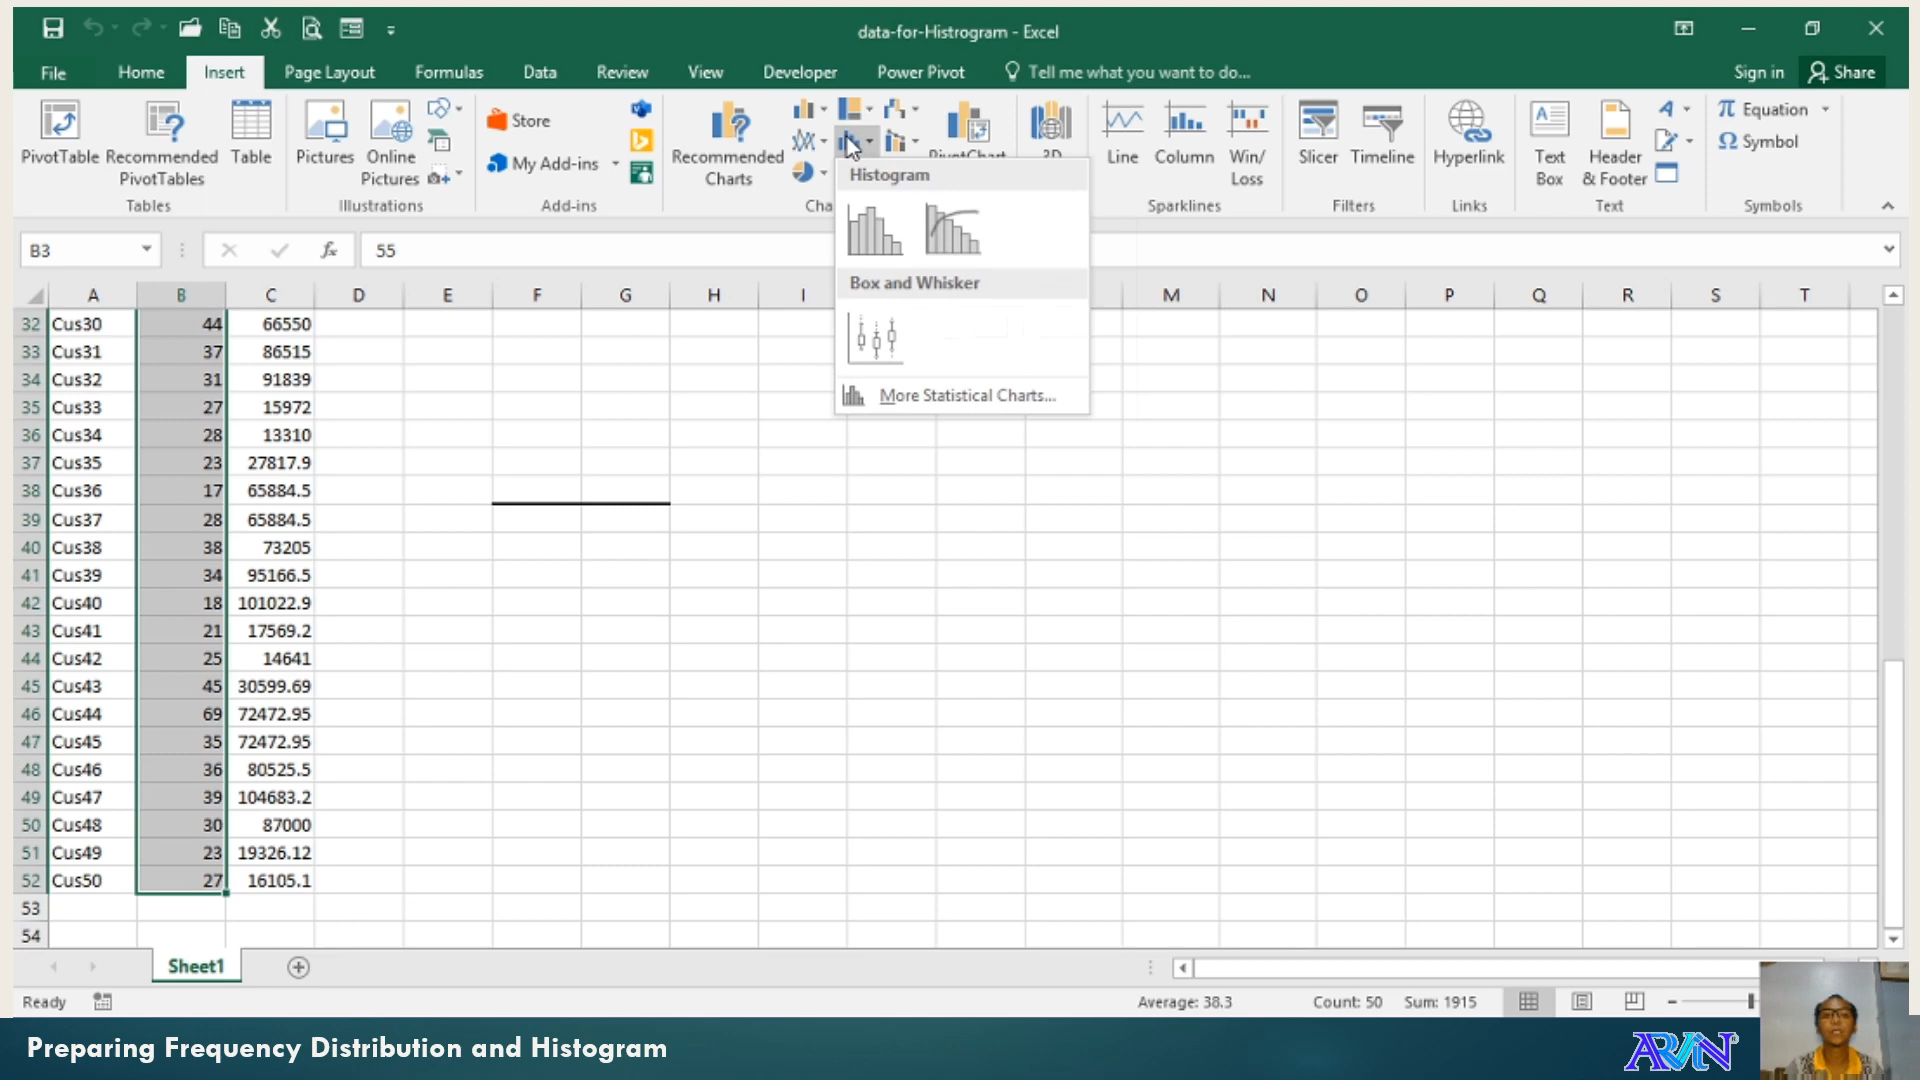 data-for-Histrogram - Excel
File Home Insert Page Layout Formulas Data Review View Developer Power Pivot Tell me what you want to do... Sign in Share
PivotTable Recommended PivotTables Table
Tables
Pictures Online Pictures
Illustrations
Store
My Add-ins
Add-ins
Recommended Charts
Cha
PivotChart
3D
Line Column Win/ Loss
Sparklines
Slicer Timeline
Filters
Hyperlink
Links
Text Box Header & Footer
Text
π Equation
Ω Symbol
Symbols
Histogram
Box and Whisker
More Statistical Charts...
B3 fx 55
A B C D E F G H I M N O P Q R S T
32 Cus30 44 66550
33 Cus31 37 86515
34 Cus32 31 91839
35 Cus33 27 15972
36 Cus34 28 13310
37 Cus35 23 27817.9
38 Cus36 17 65884.5
39 Cus37 28 65884.5
40 Cus38 38 73205
41 Cus39 34 95166.5
42 Cus40 18 101022.9
43 Cus41 21 17569.2
44 Cus42 25 14641
45 Cus43 45 30599.69
46 Cus44 69 72472.95
47 Cus45 35 72472.95
48 Cus46 36 80525.5
49 Cus47 39 104683.2
50 Cus48 30 87000
51 Cus49 23 19326.12
52 Cus50 27 16105.1
53
54
Sheet1
Ready Average: 38.3 Count: 50 Sum: 1915
Preparing Frequency Distribution and Histogram
ARVIN